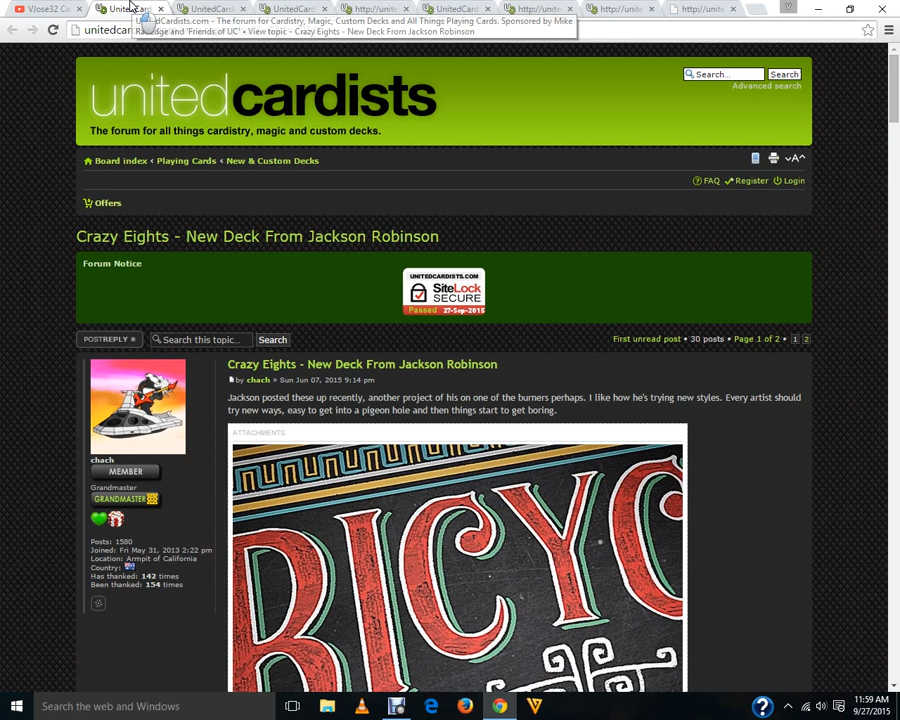 VJose32 C
UnitedCard
UnitedCardi
UnitedCardi
http://unite
UnitedCardi
http://unite
http://unite
http://unite
UnitedCardists.com - The forum for Cardistry, Magic, Custom Decks and All Things Playing Cards. Sponsored by Mike
Ratledge and 'Friends of UC' • View topic - Crazy Eights - New Deck From Jackson Robinson
unitedcar
unitedcardists
The forum for all things cardistry, magic and custom decks.
Search... Search
Advanced search
Board index ‹ Playing Cards ‹ New & Custom Decks
A
FAQ Register Login
Offers
Crazy Eights - New Deck From Jackson Robinson
Forum Notice
UNITEDCARDISTS.COM
SiteLock
SECURE
Passed 27-Sep-2015
POSTREPLY Search this topic... Search
First unread post • 30 posts • Page 1 of 2 • 1 2
Crazy Eights - New Deck From Jackson Robinson
by chach » Sun Jun 07, 2015 9:14 pm
Jackson posted these up recently, another project of his on one of the burners perhaps. I like how he's trying new styles. Every artist should
try new ways, easy to get into a pigeon hole and then things start to get boring.
ATTACHMENTS
BICYC
chach
MEMBER
Grandmaster
GRANDMASTER
Posts: 1580
Joined: Fri May 31, 2013 2:22 pm
Location: Armpit of California
Country:
Has thanked: 142 times
Been thanked: 154 times
Search the web and Windows
11:59 AM
9/27/2015